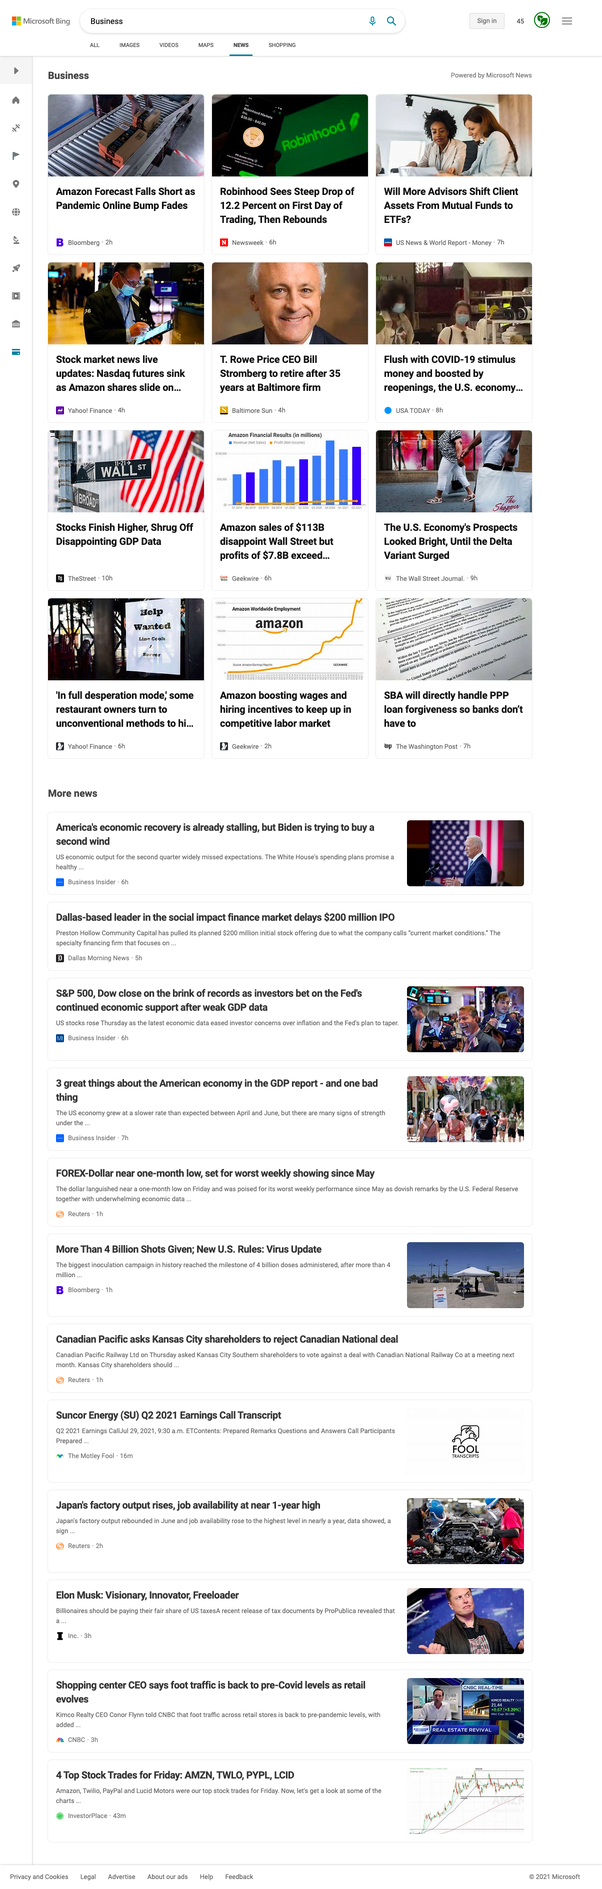 Microsoft Bing
Business
Sign in
45
ALL
IMAGES
VIDEOS
MAPS
NEWS
SHOPPING
Business
Powered by Microsoft News
Robinhood
Amazon Forecast Falls Short as
Pandemic Online Bump Fades
Bloomberg · 2h
Robinhood Sees Steep Drop of
12.2 Percent on First Day of
Trading, Then Rebounds
Newsweek · 6h
Will More Advisors Shift Client
Assets From Mutual Funds to
ETFs?
US News & World Report - Money · 7h
Stock market news live
updates: Nasdaq futures sink
as Amazon shares slide on...
Yahoo! Finance · 4h
T. Rowe Price CEO Bill
Stromberg to retire after 35
years at Baltimore firm
Baltimore Sun · 4h
Flush with COVID-19 stimulus
money and boosted by
reopenings, the U.S. economy...
USA TODAY · 8h
WALL ST
BROAD
Amazon Financial Results (in millions)
Stocks Finish Higher, Shrug Off
Disappointing GDP Data
TheStreet · 10h
Amazon sales of $113B
disappoint Wall Street but
profits of $7.8B exceed...
Geekwire · 6h
The U.S. Economy's Prospects
Looked Bright, Until the Delta
Variant Surged
The Wall Street Journal. · 9h
Help
Wanted
Line Cook
Amazon Worldwide Employment
amazon
'In full desperation mode,' some
restaurant owners turn to
unconventional methods to hi...
Yahoo! Finance · 6h
Amazon boosting wages and
hiring incentives to keep up in
competitive labor market
Geekwire · 2h
SBA will directly handle PPP
loan forgiveness so banks don't
have to
The Washington Post · 7h
More news
America's economic recovery is already stalling, but Biden is trying to buy a
second wind
US economic output for the second quarter widely missed expectations. The White House's spending plans promise a
healthy ...
Business Insider · 6h
Dallas-based leader in the social impact finance market delays $200 million IPO
Preston Hollow Community Capital has pulled its planned $200 million initial stock offering due to what the company calls "current market conditions." The
specialty financing firm that focuses on ...
Dallas Morning News · 5h
S&P 500, Dow close on the brink of records as investors bet on the Fed's
continued economic support after weak GDP data
US stocks rose Thursday as the latest economic data eased investor concerns over inflation and the Fed's plan to taper.
Business Insider · 6h
3 great things about the American economy in the GDP report - and one bad
thing
The US economy grew at a slower rate than expected between April and June, but there are many signs of strength
under the ...
Business Insider · 7h
FOREX-Dollar near one-month low, set for worst weekly showing since May
The dollar languished near a one-month low on Friday and was poised for its worst weekly performance since May as dovish remarks by the U.S. Federal Reserve
together with underwhelming economic data ...
Reuters · 1h
More Than 4 Billion Shots Given; New U.S. Rules: Virus Update
The biggest inoculation campaign in history reached the milestone of 4 billion doses administered, after more than 4
million ...
Bloomberg · 1h
Canadian Pacific asks Kansas City shareholders to reject Canadian National deal
Canadian Pacific Railway Ltd on Thursday asked Kansas City Southern shareholders to vote against a deal with Canadian National Railway Co at a meeting next
month. Kansas City shareholders should ...
Reuters · 1h
Suncor Energy (SU) Q2 2021 Earnings Call Transcript
Q2 2021 Earnings CallJul 29, 2021, 9:30 a.m. ETContents: Prepared Remarks Questions and Answers Call Participants
Prepared ...
The Motley Fool · 16m
FOOL
TRANSCRIPTS
Japan's factory output rises, job availability at near 1-year high
Japan's factory output rebounded in June and job availability rose to the highest level in nearly a year, data showed, a
sign ...
Reuters · 2h
Elon Musk: Visionary, Innovator, Freeloader
Billionaires should be paying their fair share of US taxesA recent release of tax documents by ProPublica revealed that
a ...
Inc. · 3h
Shopping center CEO says foot traffic is back to pre-Covid levels as retail
evolves
Kimco Realty CEO Conor Flynn told CNBC that foot traffic across retail stores is back to pre-pandemic levels, with
added ...
CNBC · 3h
CNBC REAL-TIME
KIMCO REALTY
21.44
REAL ESTATE REVIVAL
4 Top Stock Trades for Friday: AMZN, TWLO, PYPL, LCID
Amazon, Twilio, PayPal and Lucid Motors were our top stock trades for Friday. Now, let's get a look at some of the
charts ...
InvestorPlace · 43m
Privacy and Cookies
Legal
Advertise
About our ads
Help
Feedback
© 2021 Microsoft